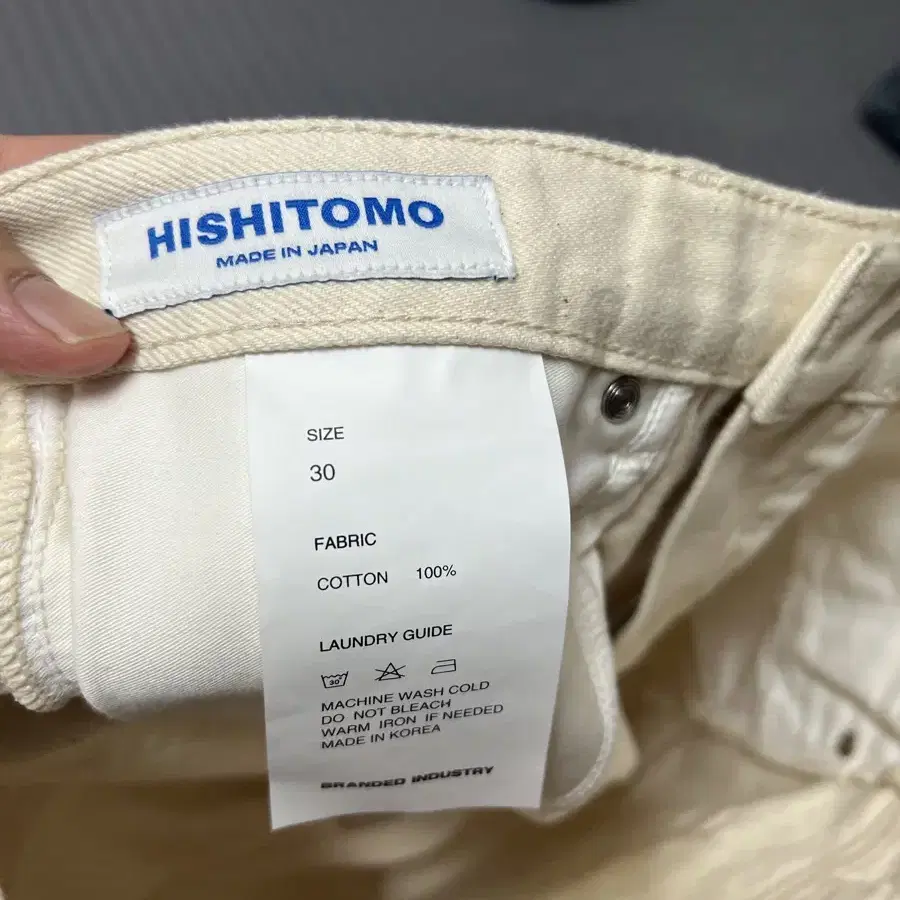 HISHITOMO
MADE IN JAPAN
SIZE
30
FABRIC
COTTON 100%
LAUNDRY GUIDE
30
MACHINE WASH COLD
DO NOT BLEACH
WARM IRON IF NEEDED
MADE IN KOREA
BRANDED INDUSTRY